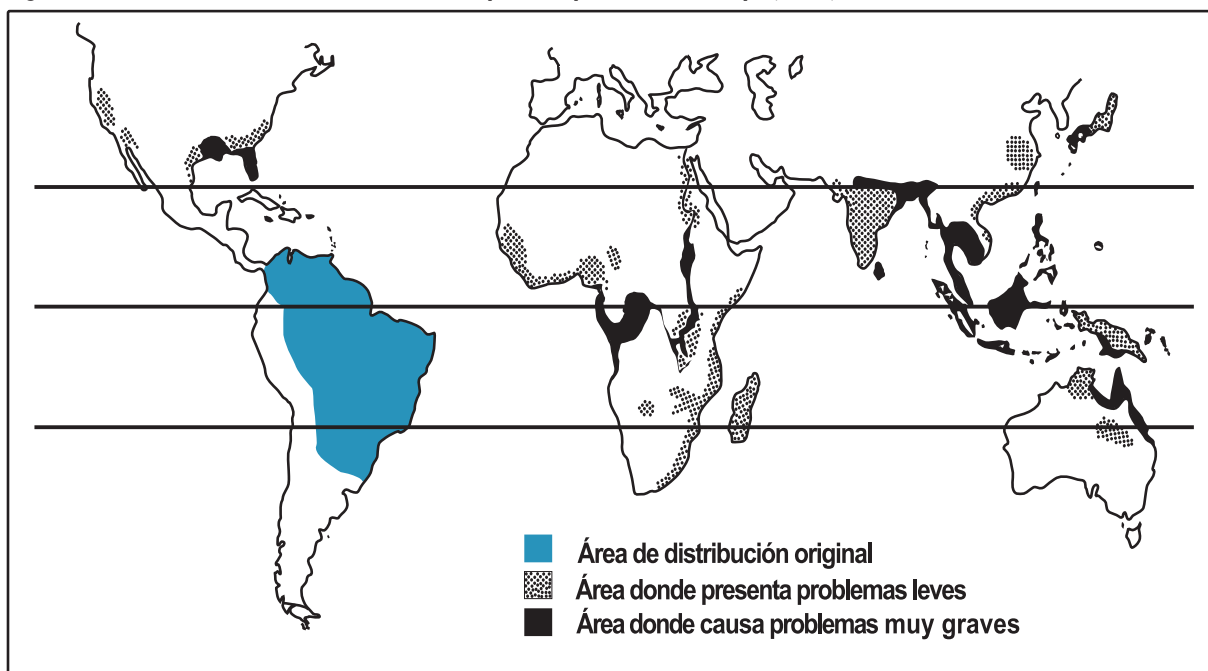 Área de distribución original
Área donde presenta problemas leves
Área donde causa problemas muy graves